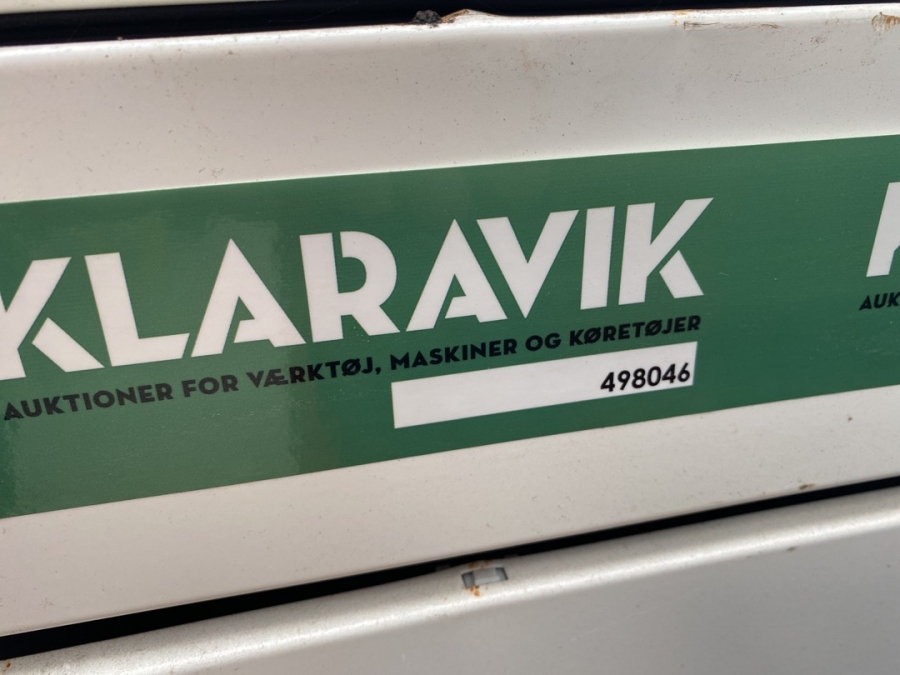 KLARAVIK
AUKTIONER FOR VÆRKTØJ, MASKINER OG KØRETØJER
498046